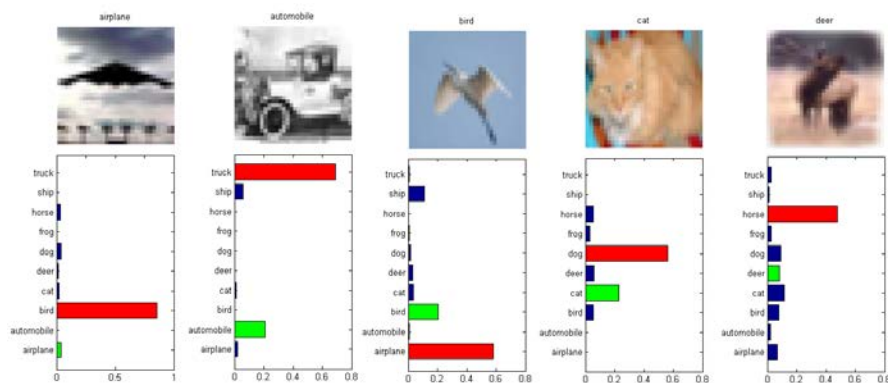 airplane
automobile
bird
cat
deer
truck
ship
horse
frog
dog
deer
cat
bird
automobile
airplane
0 0.5 1
truck
ship
horse
frog
dog
deer
cat
bird
automobile
airplane
0 0.2 0.4 0.6 0.8
truck
ship
horse
frog
dog
deer
cat
bird
automobile
airplane
0 0.2 0.4 0.6 0.8
truck
ship
horse
frog
dog
deer
cat
bird
automobile
airplane
0 0.2 0.4 0.6 0.8
truck
ship
horse
frog
dog
deer
cat
bird
automobile
airplane
0 0.2 0.4 0.6 0.8